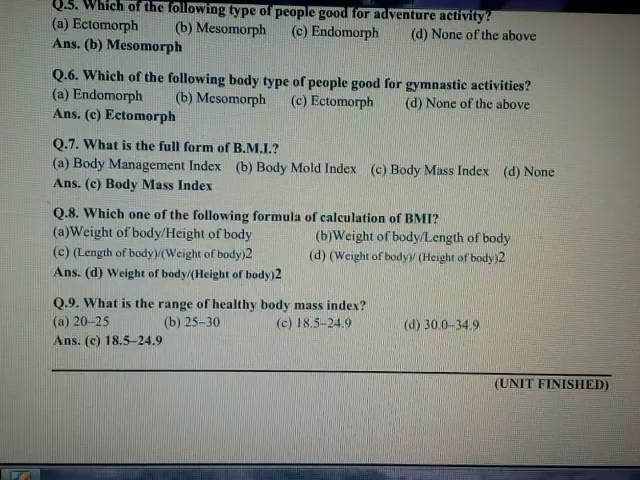 Q.5. Which of the following type of people good for adventure activity?
(a) Ectomorph (b) Mesomorph (c) Endomorph (d) None of the above
Ans. (b) Mesomorph
Q.6. Which of the following body type of people good for gymnastic activities?
(a) Endomorph (b) Mesomorph (c) Ectomorph (d) None of the above
Ans. (c) Ectomorph
Q.7. What is the full form of B.M.I.?
(a) Body Management Index (b) Body Mold Index (c) Body Mass Index (d) None
Ans. (c) Body Mass Index
Q.8. Which one of the following formula of calculation of BMI?
(a)Weight of body/Height of body (b)Weight of body/Length of body
(c) (Length of body)/(Weight of body)2 (d) (Weight of body)/ (Height of body)2
Ans. (d) Weight of body/(Height of body)2
Q.9. What is the range of healthy body mass index?
(a) 20–25 (b) 25–30 (c) 18.5–24.9 (d) 30.0–34.9
Ans. (c) 18.5–24.9
(UNIT FINISHED)